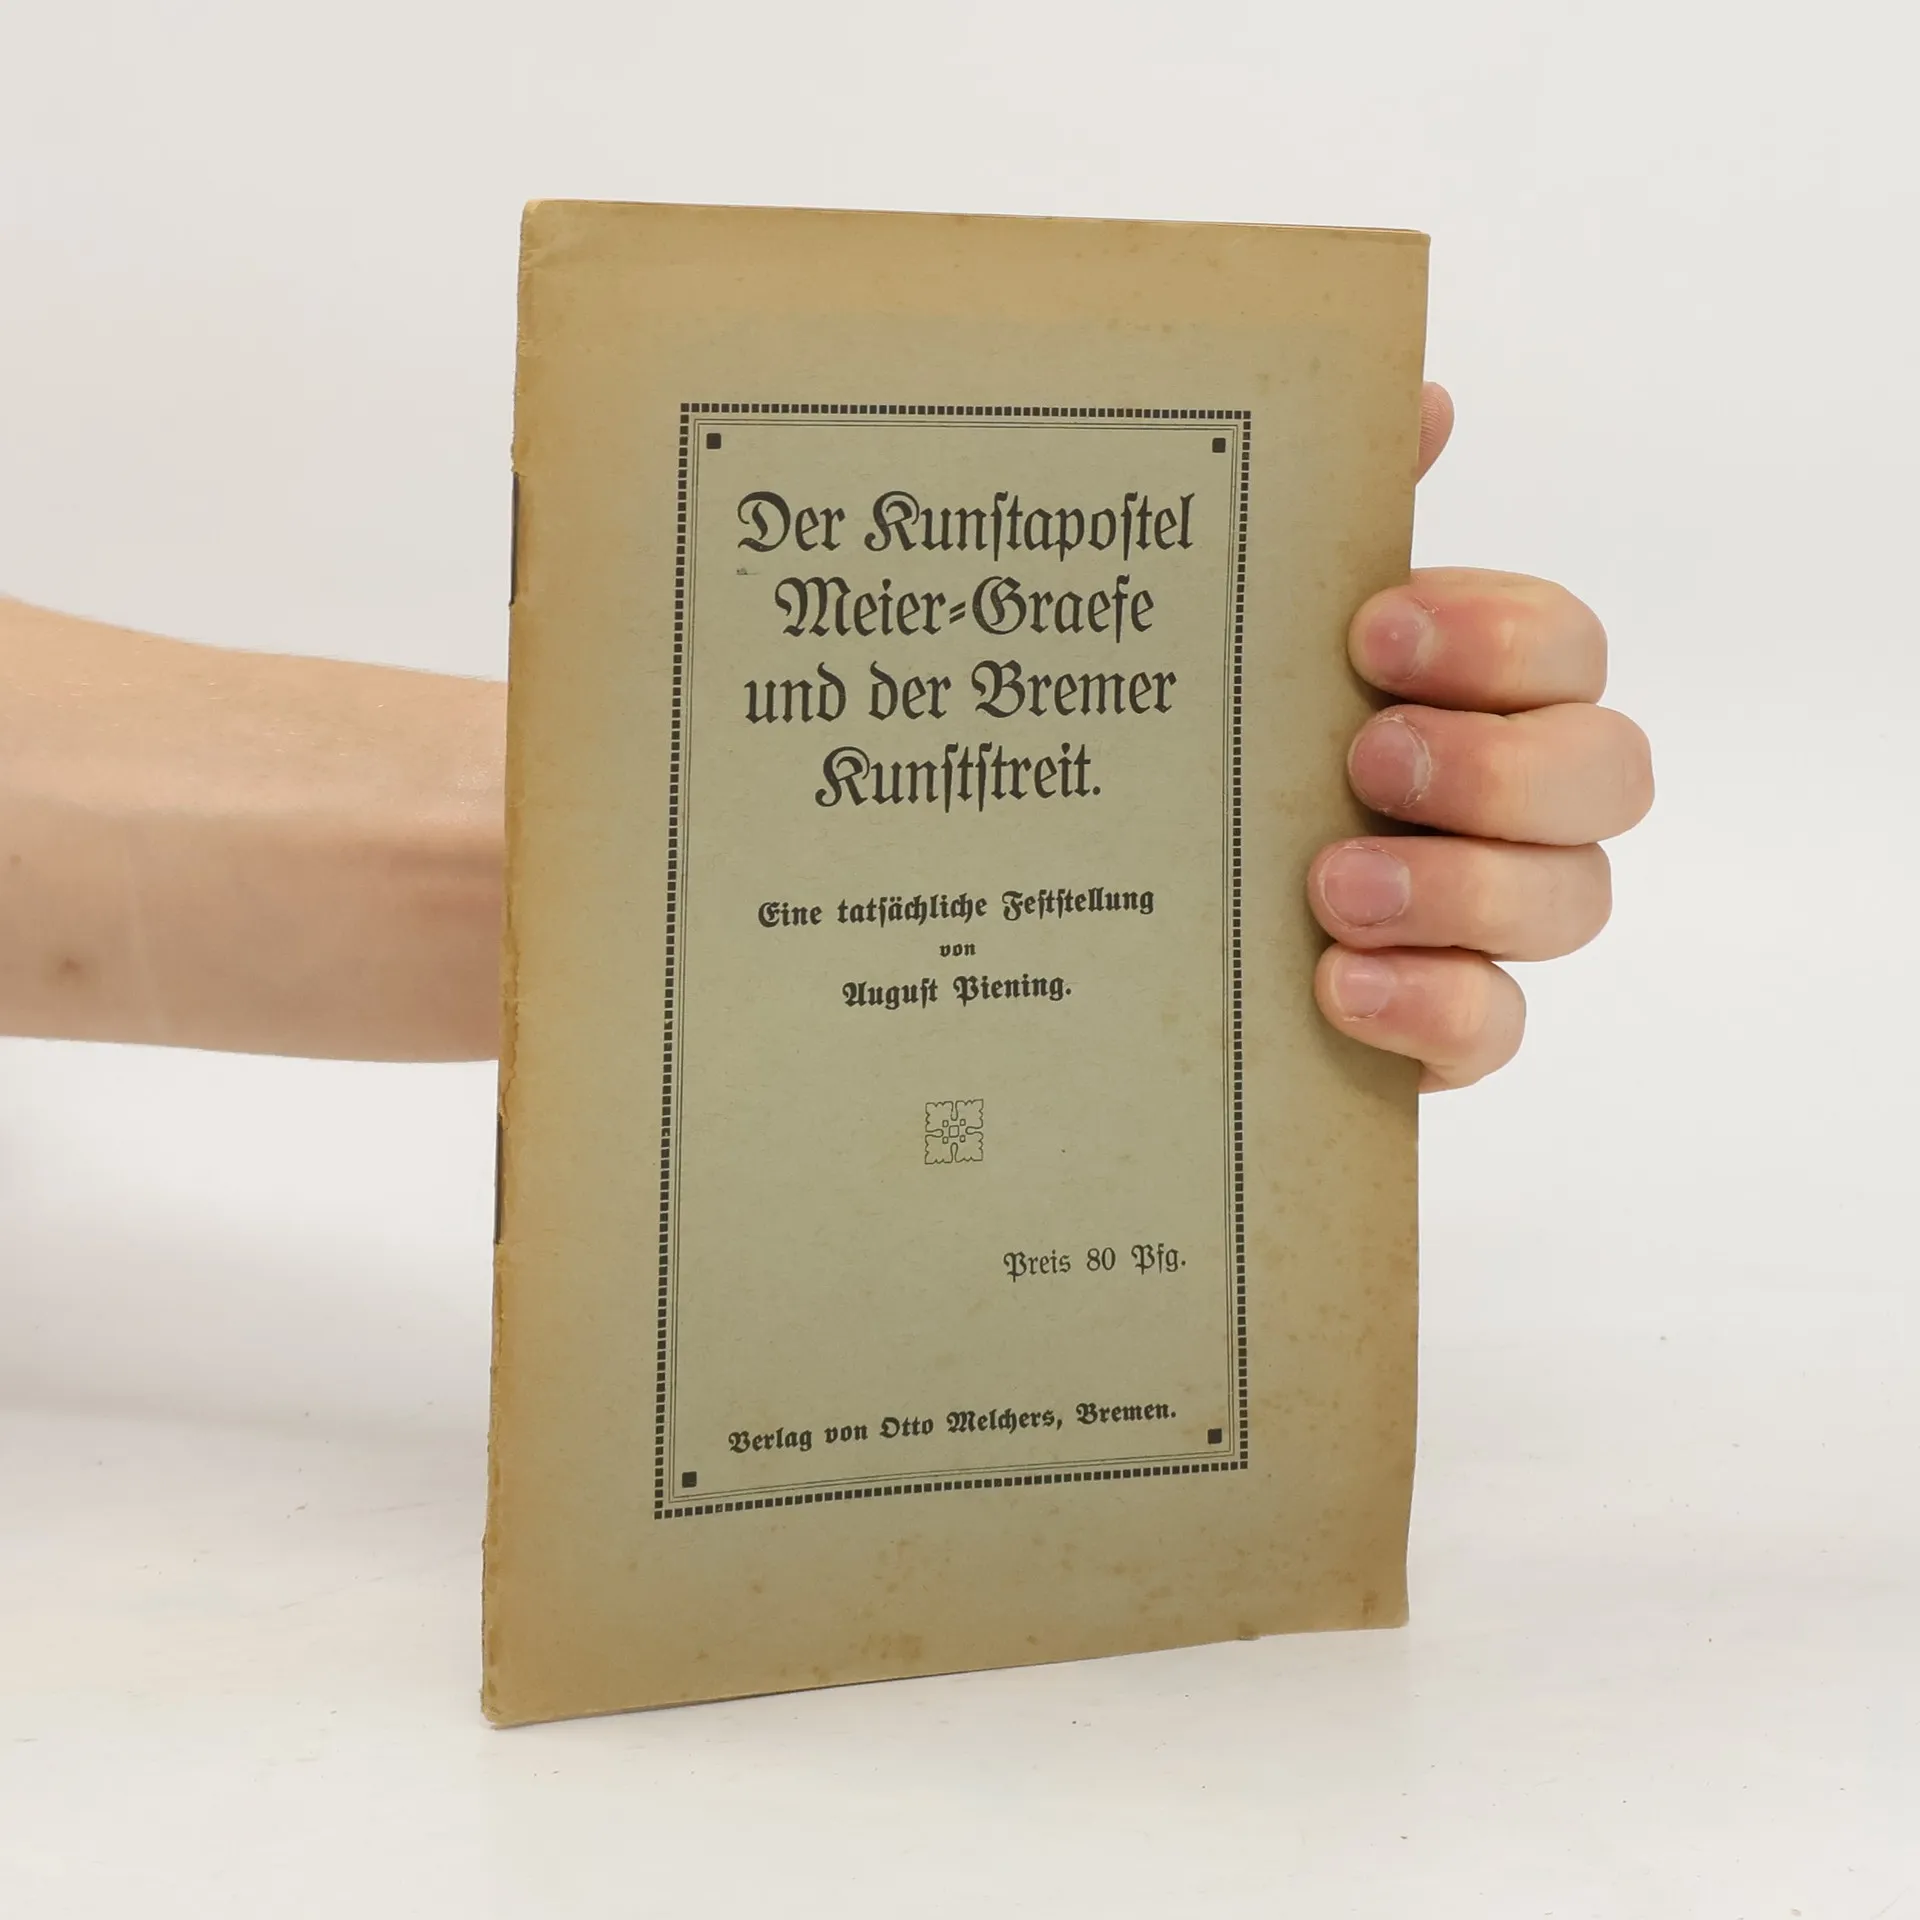 Der Kunſtapoſtel
Meier⸗Graefe
und der Bremer
Kunſtſtreit.
Eine tatſächliche Feſtſtellung
von
Auguſt Piening.
Preis 80 Pfg.
Verlag von Otto Melchers, Bremen.